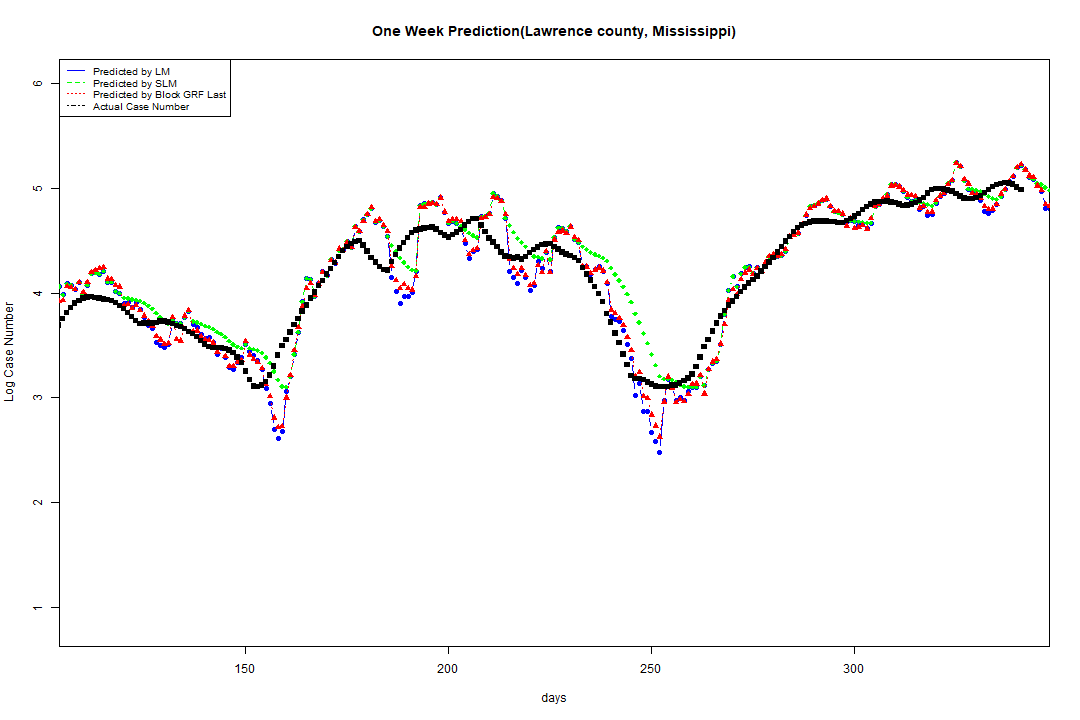 One Week Prediction(Lawrence county, Mississippi)
Predicted by LM
Predicted by SLM
Predicted by Block GRF Last
Actual Case Number
6
5
4
3
2
1
Log Case Number
150 200 250 300
days